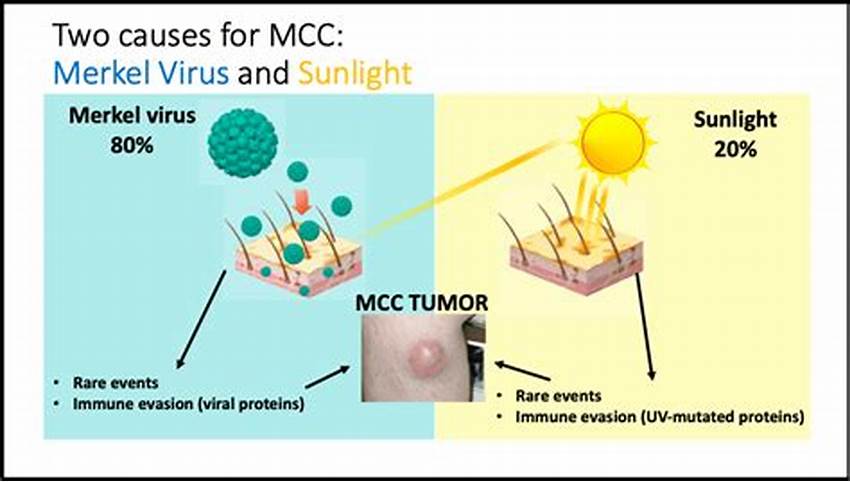 Two causes for MCC:
Merkel Virus and Sunlight
Merkel virus
80%
Sunlight
20%
MCC TUMOR
• Rare events
• Immune evasion (viral proteins)
• Rare events
• Immune evasion (UV-mutated proteins)